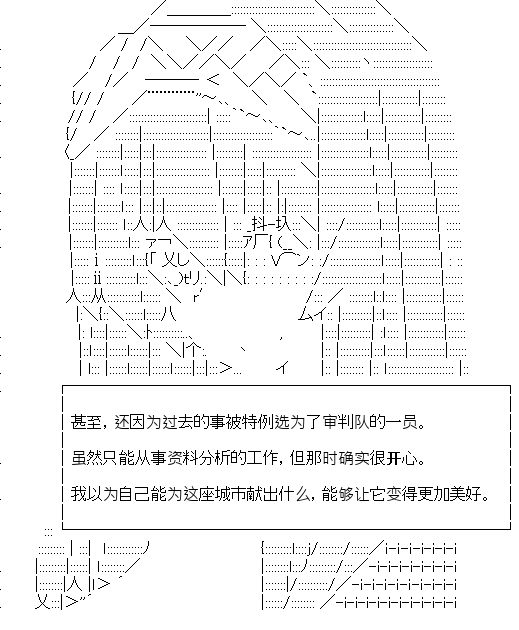 甚至，还因为过去的事被特例选为了审判队的一员。
虽然只能从事资料分析的工作，但那时确实很开心。
我以为自己能为这座城市献出什么，能够让它变得更加美好。